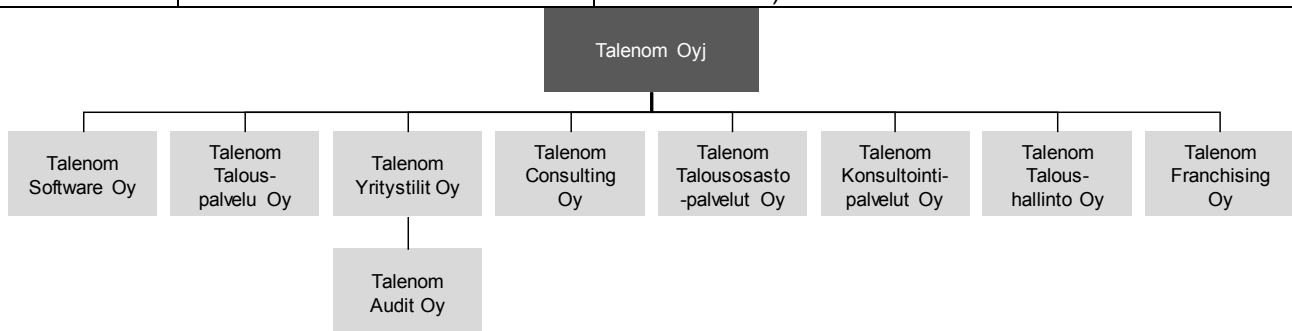 Talenom Oyj
Talenom
Software Oy
Talenom
Talous-
palvelu Oy
Talenom
Yritystilit Oy
Talenom
Consulting
Oy
Talenom
Talousosasto
-palvelut Oy
Talenom
Konsultointi-
palvelut Oy
Talenom
Talous-
hallinto Oy
Talenom
Franchising
Oy
Talenom
Audit Oy